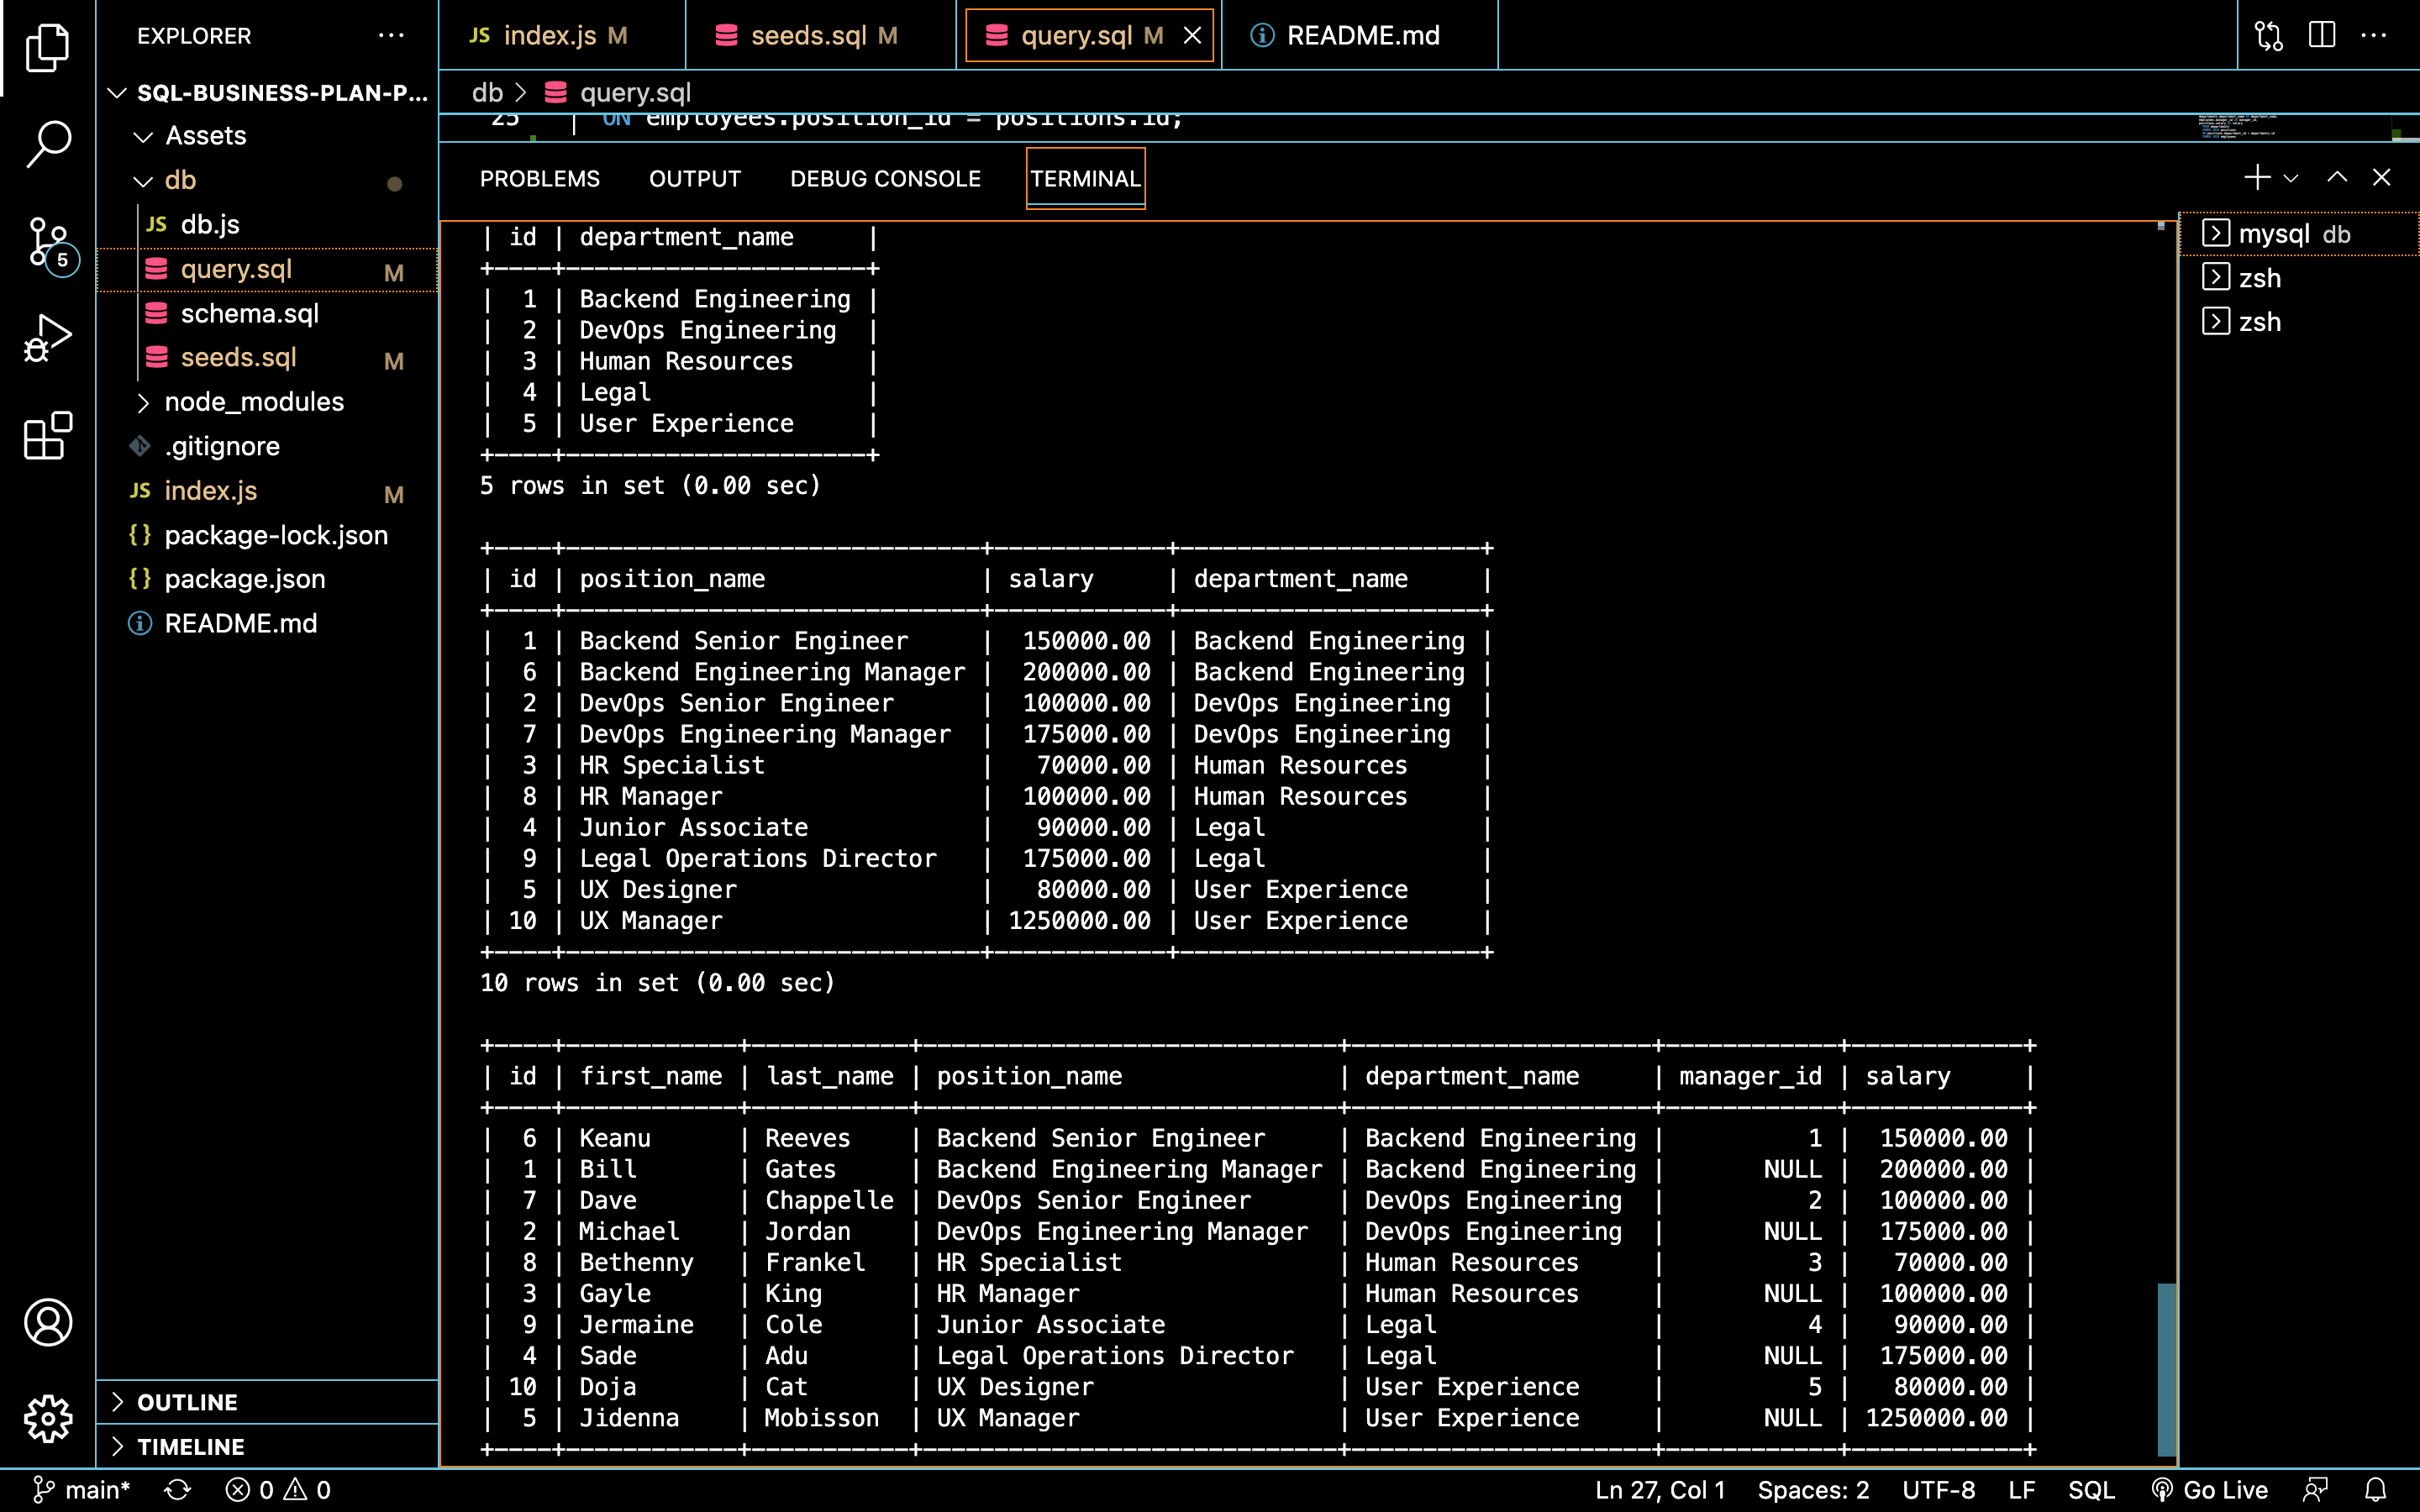 EXPLORER
SQL-BUSINESS-PLAN-P...
Assets
db
JS db.js
query.sql M
schema.sql
seeds.sql M
node_modules
.gitignore
JS index.js M
{} package-lock.json
{} package.json
README.md
OUTLINE
TIMELINE
5
JS index.js M
seeds.sql M
query.sql M
README.md
db > query.sql
25 ON employees.position_id = positions.id;
PROBLEMS OUTPUT DEBUG CONSOLE TERMINAL
| id | department_name     |
+----+---------------------+
|  1 | Backend Engineering |
|  2 | DevOps Engineering  |
|  3 | Human Resources     |
|  4 | Legal               |
|  5 | User Experience     |
+----+---------------------+
5 rows in set (0.00 sec)
+----+-----------------------------+------------+---------------------+
| id | position_name               | salary     | department_name     |
+----+-----------------------------+------------+---------------------+
|  1 | Backend Senior Engineer     |  150000.00 | Backend Engineering |
|  6 | Backend Engineering Manager |  200000.00 | Backend Engineering |
|  2 | DevOps Senior Engineer      |  100000.00 | DevOps Engineering  |
|  7 | DevOps Engineering Manager  |  175000.00 | DevOps Engineering  |
|  3 | HR Specialist               |   70000.00 | Human Resources     |
|  8 | HR Manager                  |  100000.00 | Human Resources     |
|  4 | Junior Associate            |   90000.00 | Legal               |
|  9 | Legal Operations Director   |  175000.00 | Legal               |
|  5 | UX Designer                 |   80000.00 | User Experience     |
| 10 | UX Manager                  | 1250000.00 | User Experience     |
+----+-----------------------------+------------+---------------------+
10 rows in set (0.00 sec)
+----+------------+-----------+-----------------------------+---------------------+------------+------------+
| id | first_name | last_name | position_name               | department_name     | manager_id | salary     |
+----+------------+-----------+-----------------------------+---------------------+------------+------------+
|  6 | Keanu      | Reeves    | Backend Senior Engineer     | Backend Engineering |          1 |  150000.00 |
|  1 | Bill       | Gates     | Backend Engineering Manager | Backend Engineering |       NULL |  200000.00 |
|  7 | Dave       | Chappelle | DevOps Senior Engineer      | DevOps Engineering  |          2 |  100000.00 |
|  2 | Michael    | Jordan    | DevOps Engineering Manager  | DevOps Engineering  |       NULL |  175000.00 |
|  8 | Bethenny   | Frankel   | HR Specialist               | Human Resources     |          3 |   70000.00 |
|  3 | Gayle      | King      | HR Manager                  | Human Resources     |       NULL |  100000.00 |
|  9 | Jermaine   | Cole      | Junior Associate            | Legal               |          4 |   90000.00 |
|  4 | Sade       | Adu       | Legal Operations Director   | Legal               |       NULL |  175000.00 |
| 10 | Doja       | Cat       | UX Designer                 | User Experience     |          5 |   80000.00 |
|  5 | Jidenna    | Mobisson  | UX Manager                  | User Experience     |       NULL | 1250000.00 |
+----+------------+-----------+-----------------------------+---------------------+------------+------------+
mysql db
zsh
zsh
main* 0 0 Ln 27, Col 1 Spaces: 2 UTF-8 LF SQL Go Live